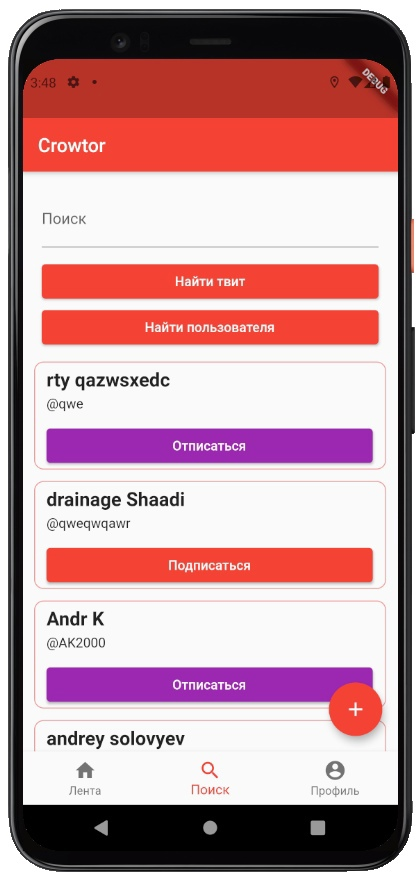 3:48
DEBUG
Crowtor
Поиск
Найти твит
Найти пользователя
rty qazwsxedc
@qwe
Отписаться
drainage Shaadi
@qweqwqawr
Подписаться
Andr K
@AK2000
Отписаться
andrey solovyev
Лента
Поиск
Профиль